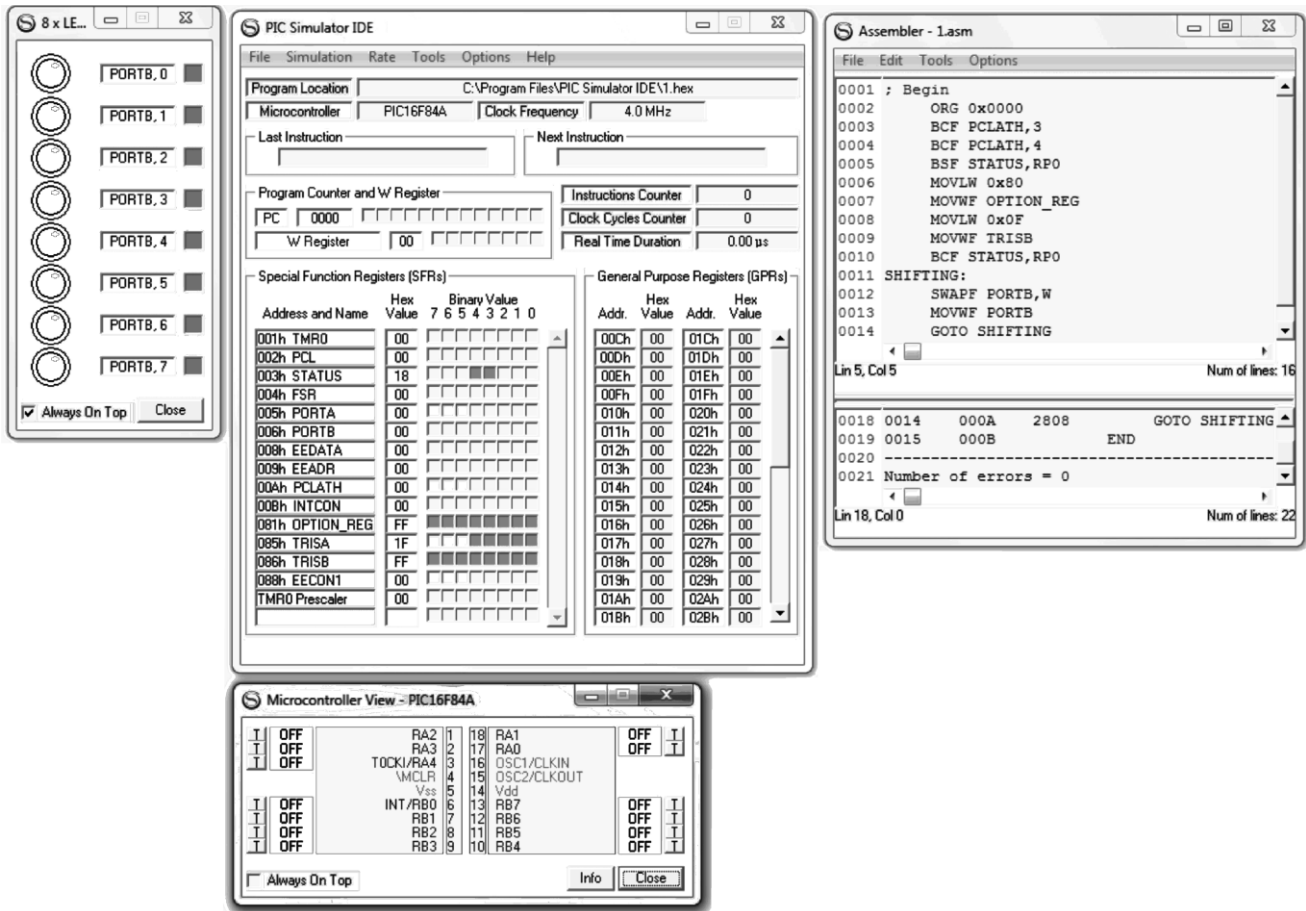 8 x LE...
PORTB, 0
PORTB, 1
PORTB, 2
PORTB, 3
PORTB, 4
PORTB, 5
PORTB, 6
PORTB, 7
Always On Top Close
PIC Simulator IDE
File Simulation Rate Tools Options Help
Program Location C:\Program Files\PIC Simulator IDE\1.hex
Microcontroller PIC16F84A Clock Frequency 4.0 MHz
Last Instruction Next Instruction
Program Counter and W Register
PC 0000
W Register 00
Instructions Counter 0
Clock Cycles Counter 0
Real Time Duration 0.00 µs
Special Function Registers (SFRs)
Hex Binary Value
Address and Name Value 7 6 5 4 3 2 1 0
001h TMR0 00
002h PCL 00
003h STATUS 18
004h FSR 00
005h PORTA 00
006h PORTB 00
008h EEDATA 00
009h EEADR 00
00Ah PCLATH 00
00Bh INTCON 00
081h OPTION_REG FF
085h TRISA 1F
086h TRISB FF
088h EECON1 00
TMR0 Prescaler 00
General Purpose Registers (GPRs)
Hex Hex
Addr. Value Addr. Value
00Ch 00 01Ch 00
00Dh 00 01Dh 00
00Eh 00 01Eh 00
00Fh 00 01Fh 00
010h 00 020h 00
011h 00 021h 00
012h 00 022h 00
013h 00 023h 00
014h 00 024h 00
015h 00 025h 00
016h 00 026h 00
017h 00 027h 00
018h 00 028h 00
019h 00 029h 00
01Ah 00 02Ah 00
01Bh 00 02Bh 00
Assembler - 1.asm
File Edit Tools Options
0001 ; Begin
0002 ORG 0x0000
0003 BCF PCLATH,3
0004 BCF PCLATH,4
0005 BSF STATUS,RP0
0006 MOVLW 0x80
0007 MOVWF OPTION_REG
0008 MOVLW 0x0F
0009 MOVWF TRISB
0010 BCF STATUS,RP0
0011 SHIFTING:
0012 SWAPF PORTB,W
0013 MOVWF PORTB
0014 GOTO SHIFTING
Lin 5, Col 5 Num of lines: 16
0018 0014 000A 2808 GOTO SHIFTING
0019 0015 000B END
0020 ------------------------------------------------
0021 Number of errors = 0
Lin 18, Col 0 Num of lines: 22
Microcontroller View - PIC16F84A
T OFF RA2 1 18 RA1 OFF T
T OFF RA3 2 17 RA0 OFF T
T OFF T0CKI/RA4 3 16 OSC1/CLKIN
\MCLR 4 15 OSC2/CLKOUT
Vss 5 14 Vdd
T OFF INT/RB0 6 13 RB7 OFF T
T OFF RB1 7 12 RB6 OFF T
T OFF RB2 8 11 RB5 OFF T
T OFF RB3 9 10 RB4 OFF T
Always On Top Info Close